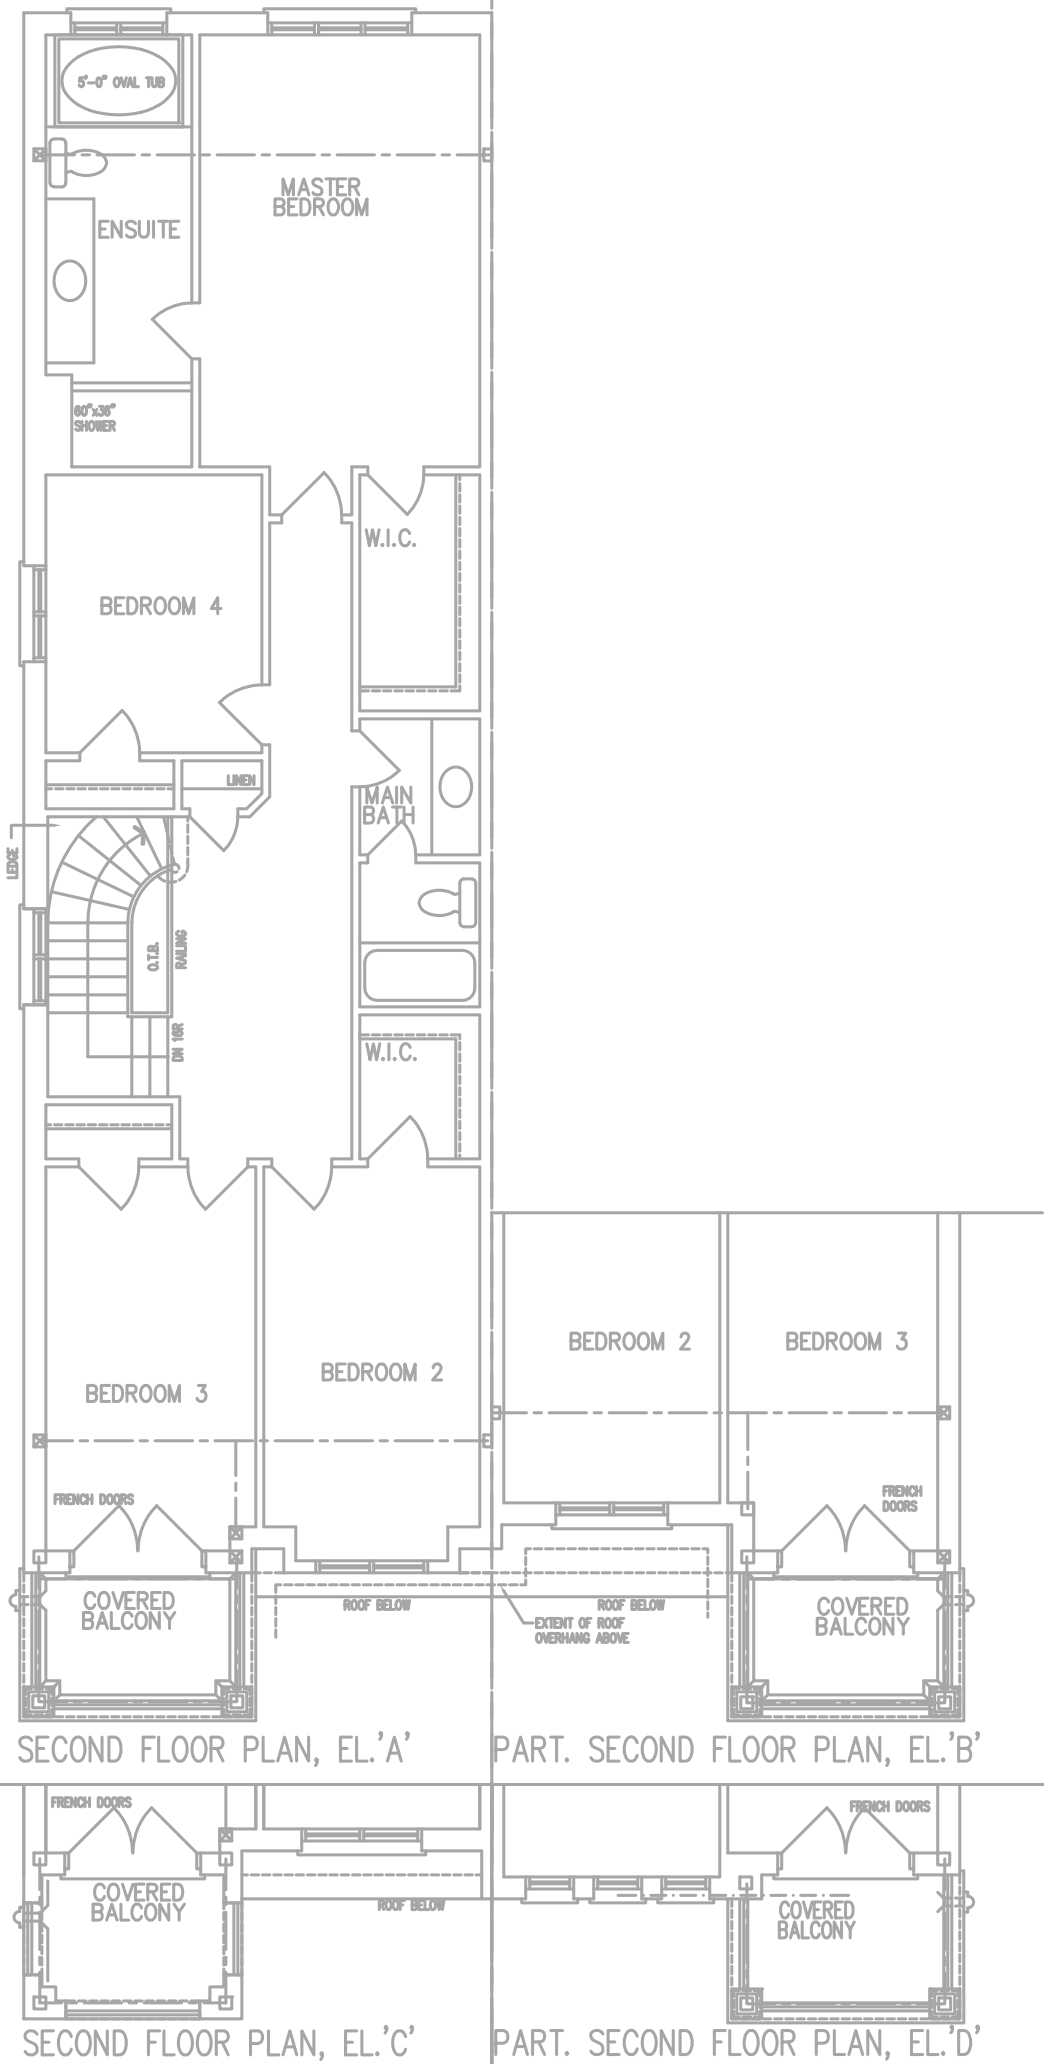 5'-0" OVAL TUB
MASTER
BEDROOM
ENSUITE
60"x36"
SHOWER
W.I.C.
BEDROOM 4
LINEN
MAIN
BATH
LEDGE
O.T.B.
RAILING
DN 16R
W.I.C.
BEDROOM 2
BEDROOM 3
BEDROOM 2
BEDROOM 3
FRENCH DOORS
FRENCH
DOORS
COVERED
BALCONY
ROOF BELOW
ROOF BELOW
EXTENT OF ROOF
OVERHANG ABOVE
COVERED
BALCONY
SECOND FLOOR PLAN, EL.'A'
PART. SECOND FLOOR PLAN, EL.'B'
FRENCH DOORS
FRENCH DOORS
COVERED
BALCONY
ROOF BELOW
COVERED
BALCONY
SECOND FLOOR PLAN, EL.'C'
PART. SECOND FLOOR PLAN, EL.'D'